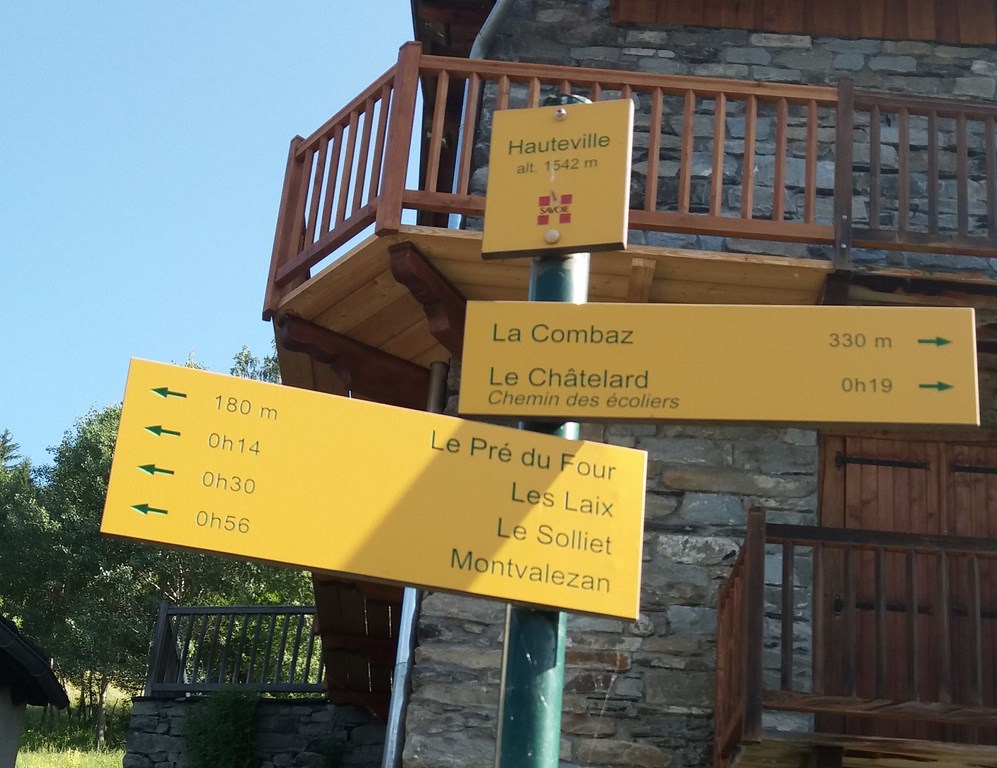 Hauteville
alt. 1542 m
SAVOIE
La Combaz 330 m
Le Châtelard 0h19
Chemin des écoliers
180 m Le Pré du Four
0h14 Les Laix
0h30 Le Solliet
0h56 Montvalezan